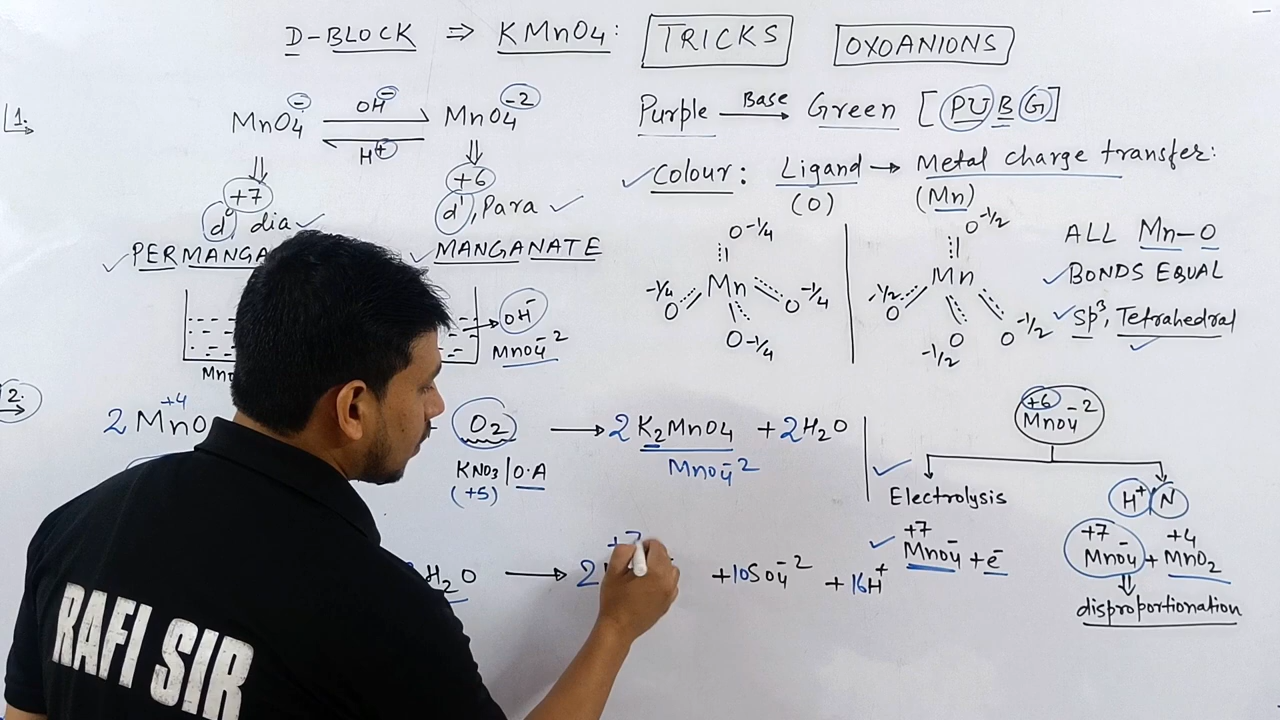 D-BLOCK ⇒ KMnO4: TRICKS OXOANIONS
1.
MnO4⁻ OH⁻ MnO4⁻²
H⁺
+7
d⁰, dia ✓
✓ PERMANGA
+6
d¹, Para ✓
✓ MANGANATE
OH⁻
MnO4⁻²
Mn
Purple Base → Green [PUBG]
✓ Colour: Ligand → Metal charge transfer:
(O) (Mn)
O-1/4
-1/4 O Mn O-1/4
O-1/4
O-1/2
-1/2 O Mn O-1/2
O -1/2
ALL Mn-O
✓ BONDS EQUAL
✓ Sp³, Tetrahedral ✓
2.
+4
2MnO + O2 → 2K2MnO4 + 2H2O
KNO3/O.A MnO4⁻²
(+5)
H2O → 2 +10SO4⁻² + 16H⁺
+7
+6
MnO4⁻²
✓ Electrolysis
+7
✓ MnO4⁻ + e⁻
H⁺/N
+7 +4
MnO4⁻ + MnO2
disproportionation
RAFI SIR